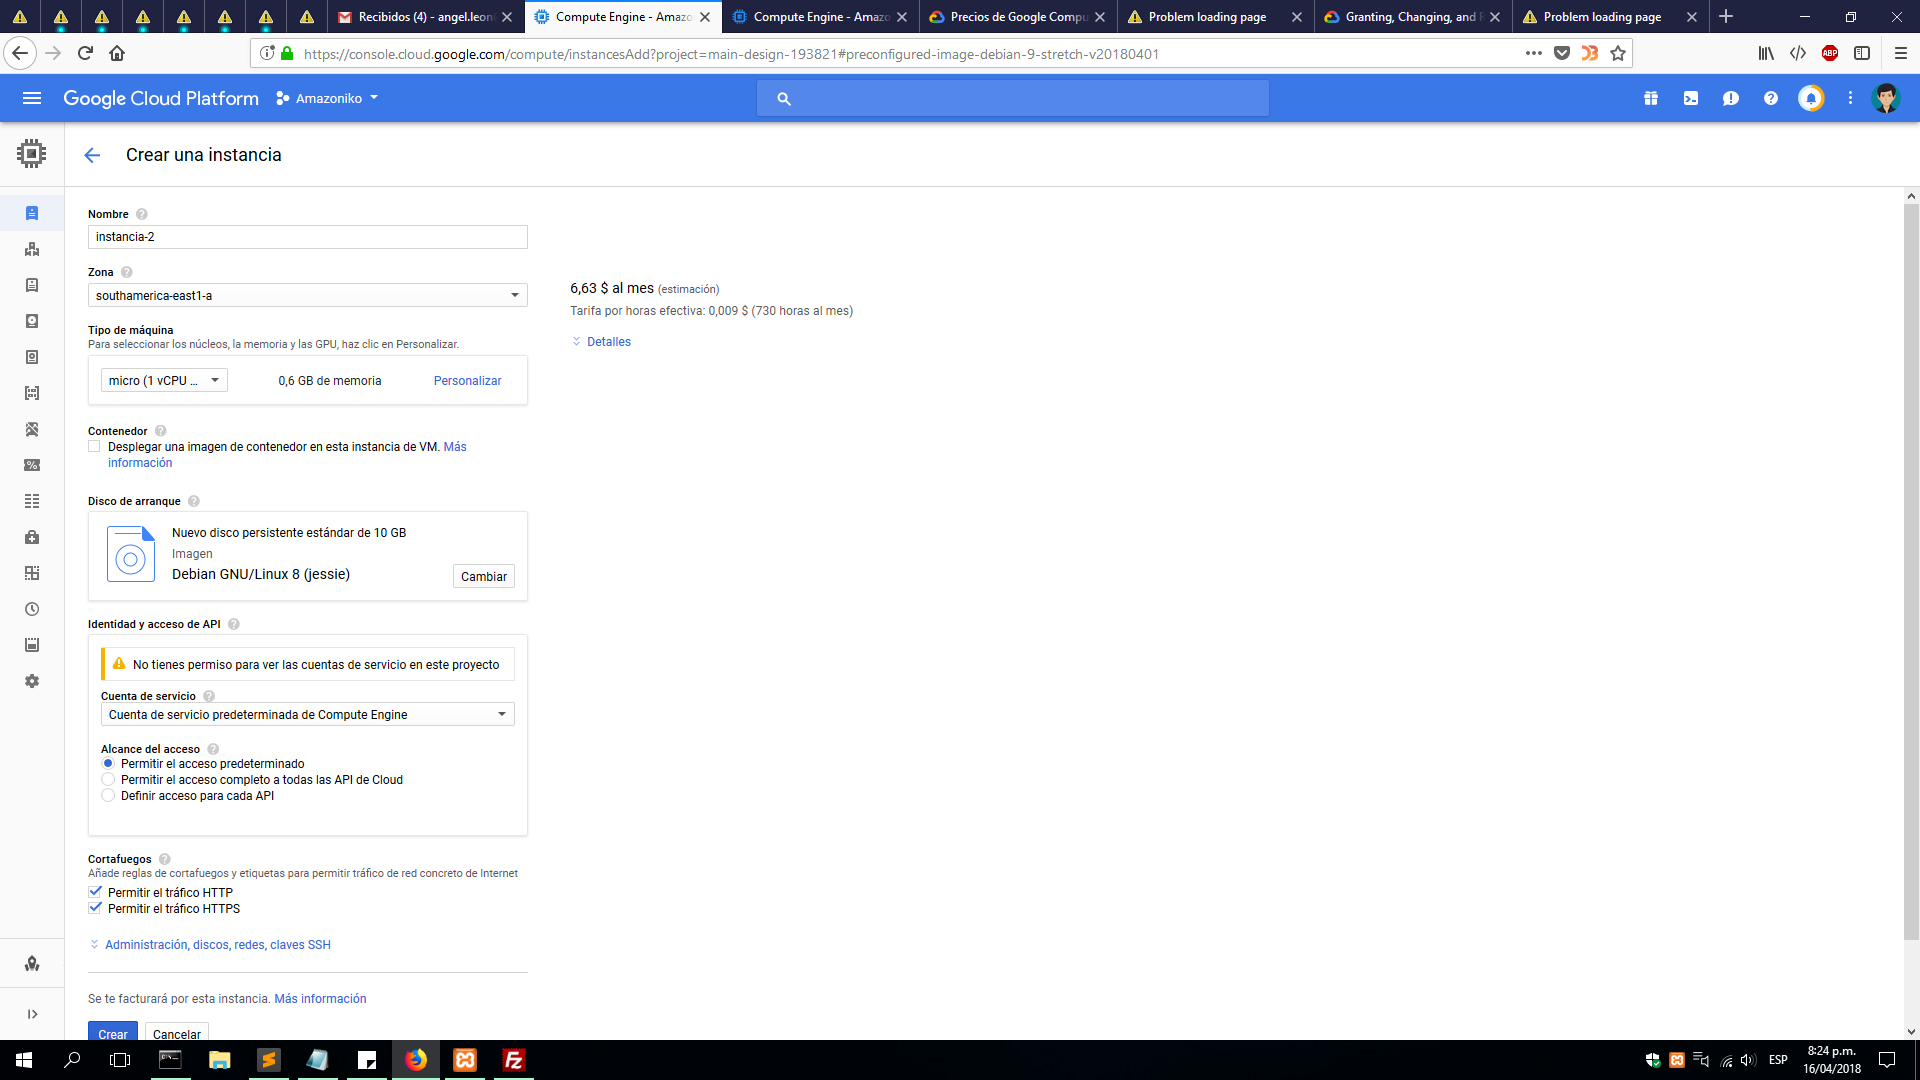 Recibidos (4) - angel.leon
Compute Engine - Amazo
Compute Engine - Amazo
Precios de Google Compu
Problem loading page
Granting, Changing, and R
Problem loading page
https://console.cloud.google.com/compute/instancesAdd?project=main-design-193821#preconfigured-image-debian-9-stretch-v20180401
ABP
Google Cloud Platform
Amazoniko
Crear una instancia
Nombre
instancia-2
Zona
southamerica-east1-a
6,63 $ al mes (estimación)
Tarifa por horas efectiva: 0,009 $ (730 horas al mes)
Detalles
Tipo de máquina
Para seleccionar los núcleos, la memoria y las GPU, haz clic en Personalizar.
micro (1 vCPU ...
0,6 GB de memoria
Personalizar
Contenedor
Desplegar una imagen de contenedor en esta instancia de VM. Más
información
Disco de arranque
Nuevo disco persistente estándar de 10 GB
Imagen
Debian GNU/Linux 8 (jessie)
Cambiar
Identidad y acceso de API
No tienes permiso para ver las cuentas de servicio en este proyecto
Cuenta de servicio
Cuenta de servicio predeterminada de Compute Engine
Alcance del acceso
Permitir el acceso predeterminado
Permitir el acceso completo a todas las API de Cloud
Definir acceso para cada API
Cortafuegos
Añade reglas de cortafuegos y etiquetas para permitir tráfico de red concreto de Internet
Permitir el tráfico HTTP
Permitir el tráfico HTTPS
Administración, discos, redes, claves SSH
Se te facturará por esta instancia. Más información
Crear
Cancelar
ESP
8:24 p.m.
16/04/2018